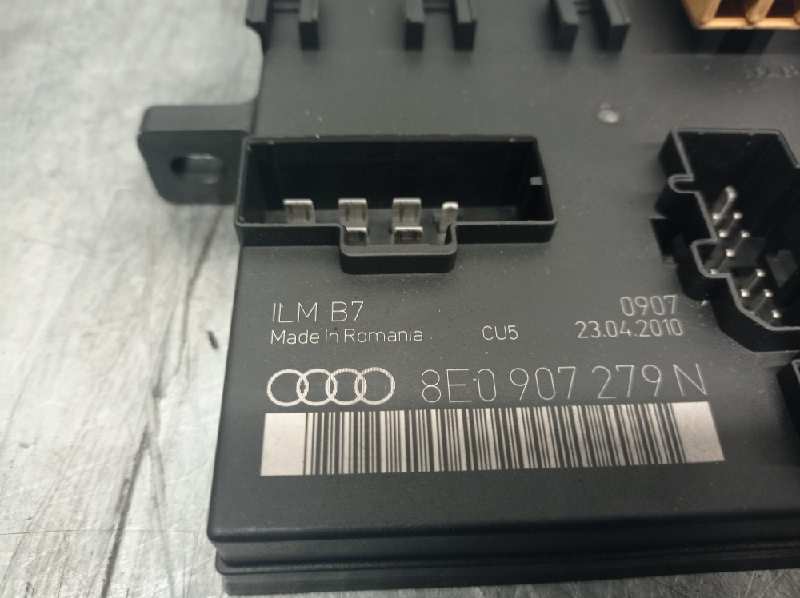 ILM B7
Made in Romania
CU5
0907
23.04.2010
8E0 907 279 N